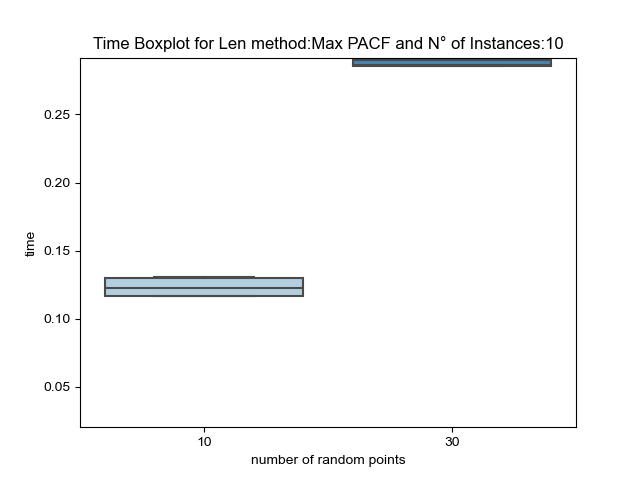 Time Boxplot for Len method:Max PACF and N° of Instances:10
0.25
0.20
0.15
0.10
0.05
time
10
30
number of random points